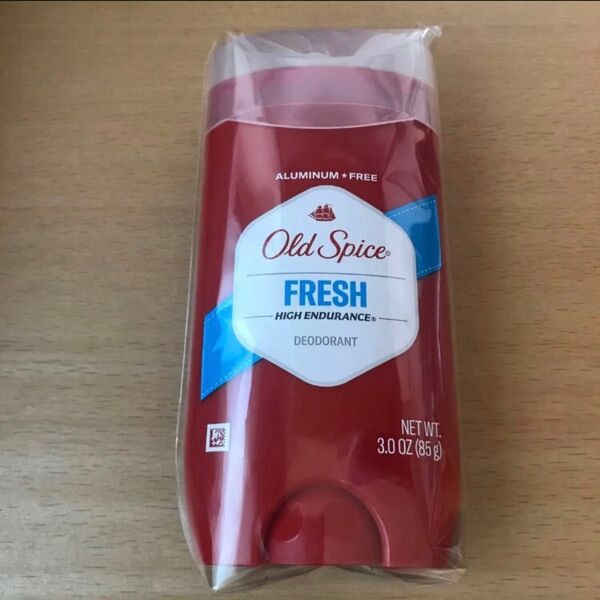 ALUMINUM ★ FREE
Old Spice®
FRESH
HIGH ENDURANCE®
DEODORANT
NET WT.
3.0 OZ (85 g)